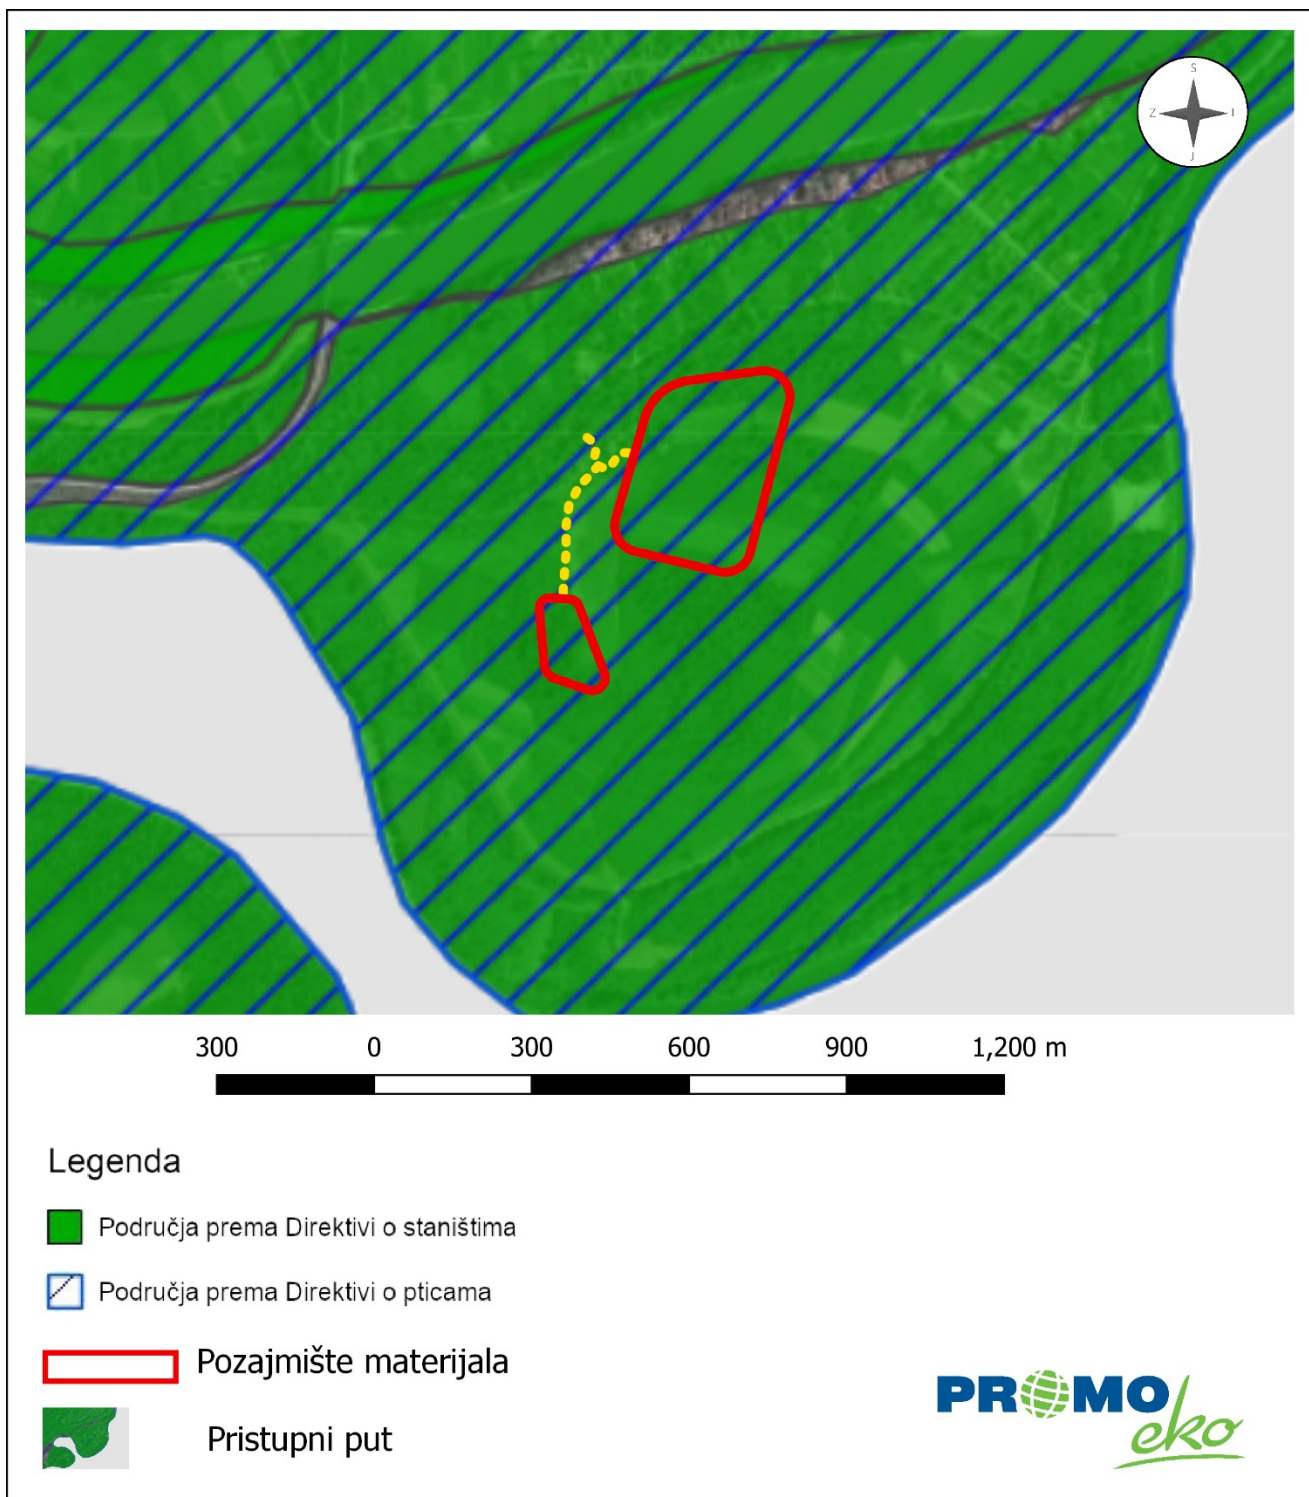 S
Z I
J
300 0 300 600 900 1,200 m
Legenda
Područja prema Direktivi o staništima
Područja prema Direktivi o pticama
Pozajmište materijala
Pristupni put
PROMO
eko